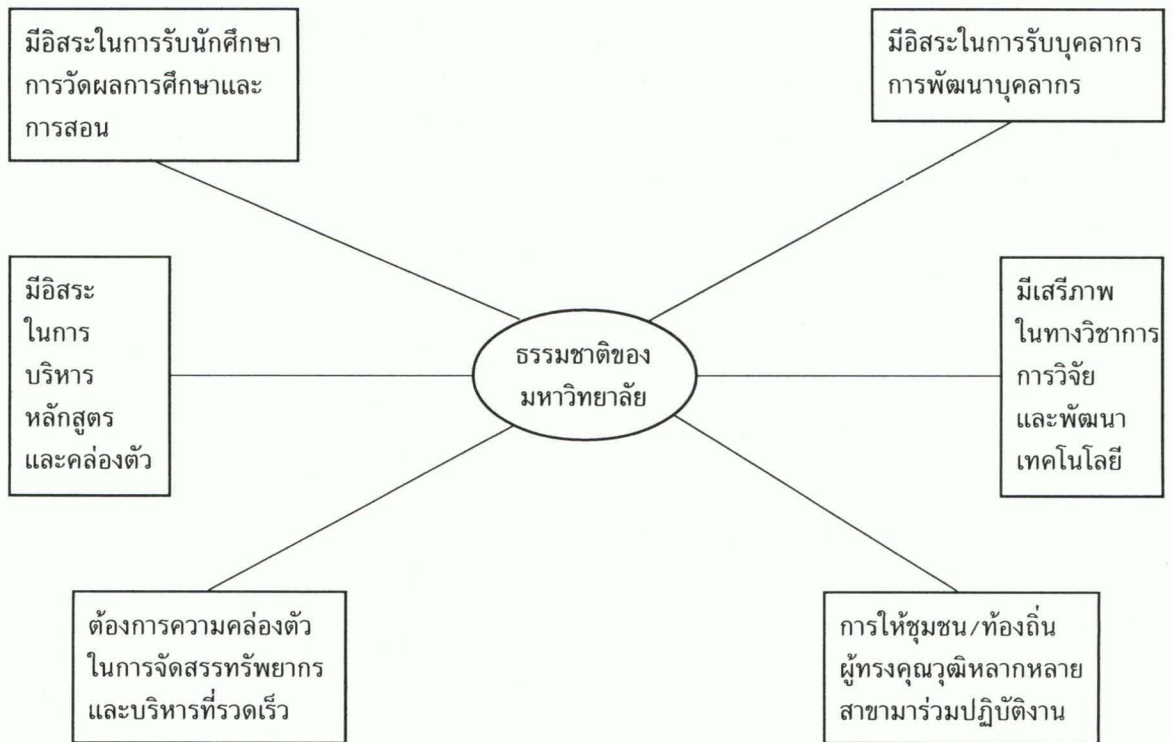 มีอิสระในการรับนักศึกษา
การวัดผลการศึกษาและ
การสอน
มีอิสระในการรับบุคลากร
การพัฒนาบุคลากร
มีอิสระ
ในการ
บริหาร
หลักสูตร
และคล่องตัว
ธรรมชาติของ
มหาวิทยาลัย
มีเสรีภาพ
ในทางวิชาการ
การวิจัย
และพัฒนา
เทคโนโลยี
ต้องการความคล่องตัว
ในการจัดสรรทรัพยากร
และบริหารที่รวดเร็ว
การให้ชุมชน/ท้องถิ่น
ผู้ทรงคุณวุฒิหลากหลาย
สาขามาร่วมปฏิบัติงาน